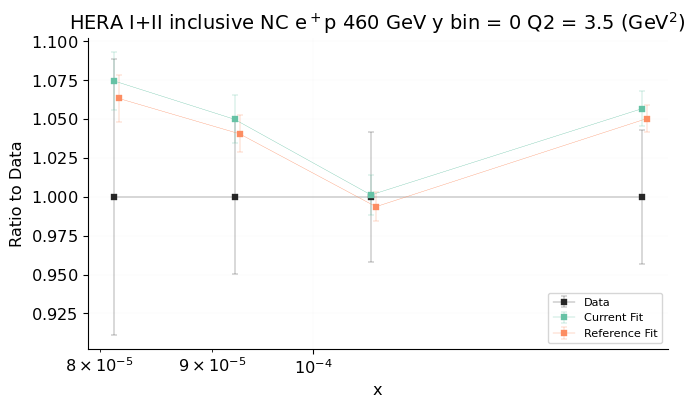 HERA I+II inclusive NC e⁺p 460 GeV y bin = 0 Q2 = 3.5 (GeV²)
Ratio to Data
1.100
1.075
1.050
1.025
1.000
0.975
0.950
0.925
Data
Current Fit
Reference Fit
8 × 10⁻⁵
9 × 10⁻⁵
10⁻⁴
x